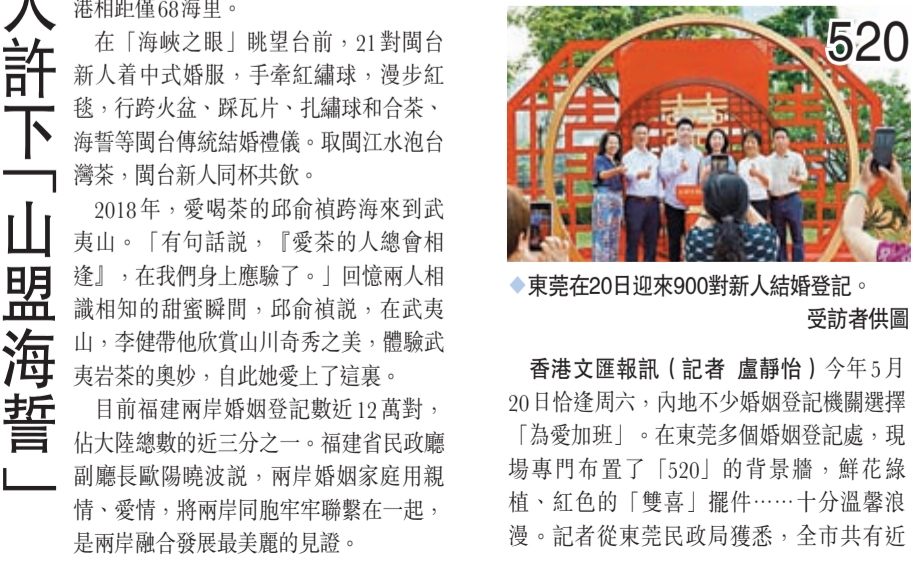 人許下「山盟海誓」
港相距僅68海里。
在「海峽之眼」眺望台前，21對閩台
新人着中式婚服，手牽紅繡球，漫步紅
毯，行跨火盆、踩瓦片、扎繡球和合茶、
海誓等閩台傳統結婚禮儀。取閩江水泡台
灣茶，閩台新人同杯共飲。
2018年，愛喝茶的邱俞禎跨海來到武
夷山。「有句話説，『愛茶的人總會相
逢』，在我們身上應驗了。」回憶兩人相
識相知的甜蜜瞬間，邱俞禎説，在武夷
山，李健帶他欣賞山川奇秀之美，體驗武
夷岩茶的奧妙，自此她愛上了這裏。
目前福建兩岸婚姻登記數近12萬對，
佔大陸總數的近三分之一。福建省民政廳
副廳長歐陽曉波説，兩岸婚姻家庭用親
情、愛情，將兩岸同胞牢牢聯繫在一起，
是兩岸融合發展最美麗的見證。
520
囍
◆東莞在20日迎來900對新人結婚登記。
受訪者供圖
香港文匯報訊（記者 盧靜怡）今年5月
20日恰逢周六，內地不少婚姻登記機關選擇
「為愛加班」。在東莞多個婚姻登記處，現
場專門布置了「520」的背景牆，鮮花綠
植、紅色的「雙喜」擺件……十分溫馨浪
漫。記者從東莞民政局獲悉，全市共有近